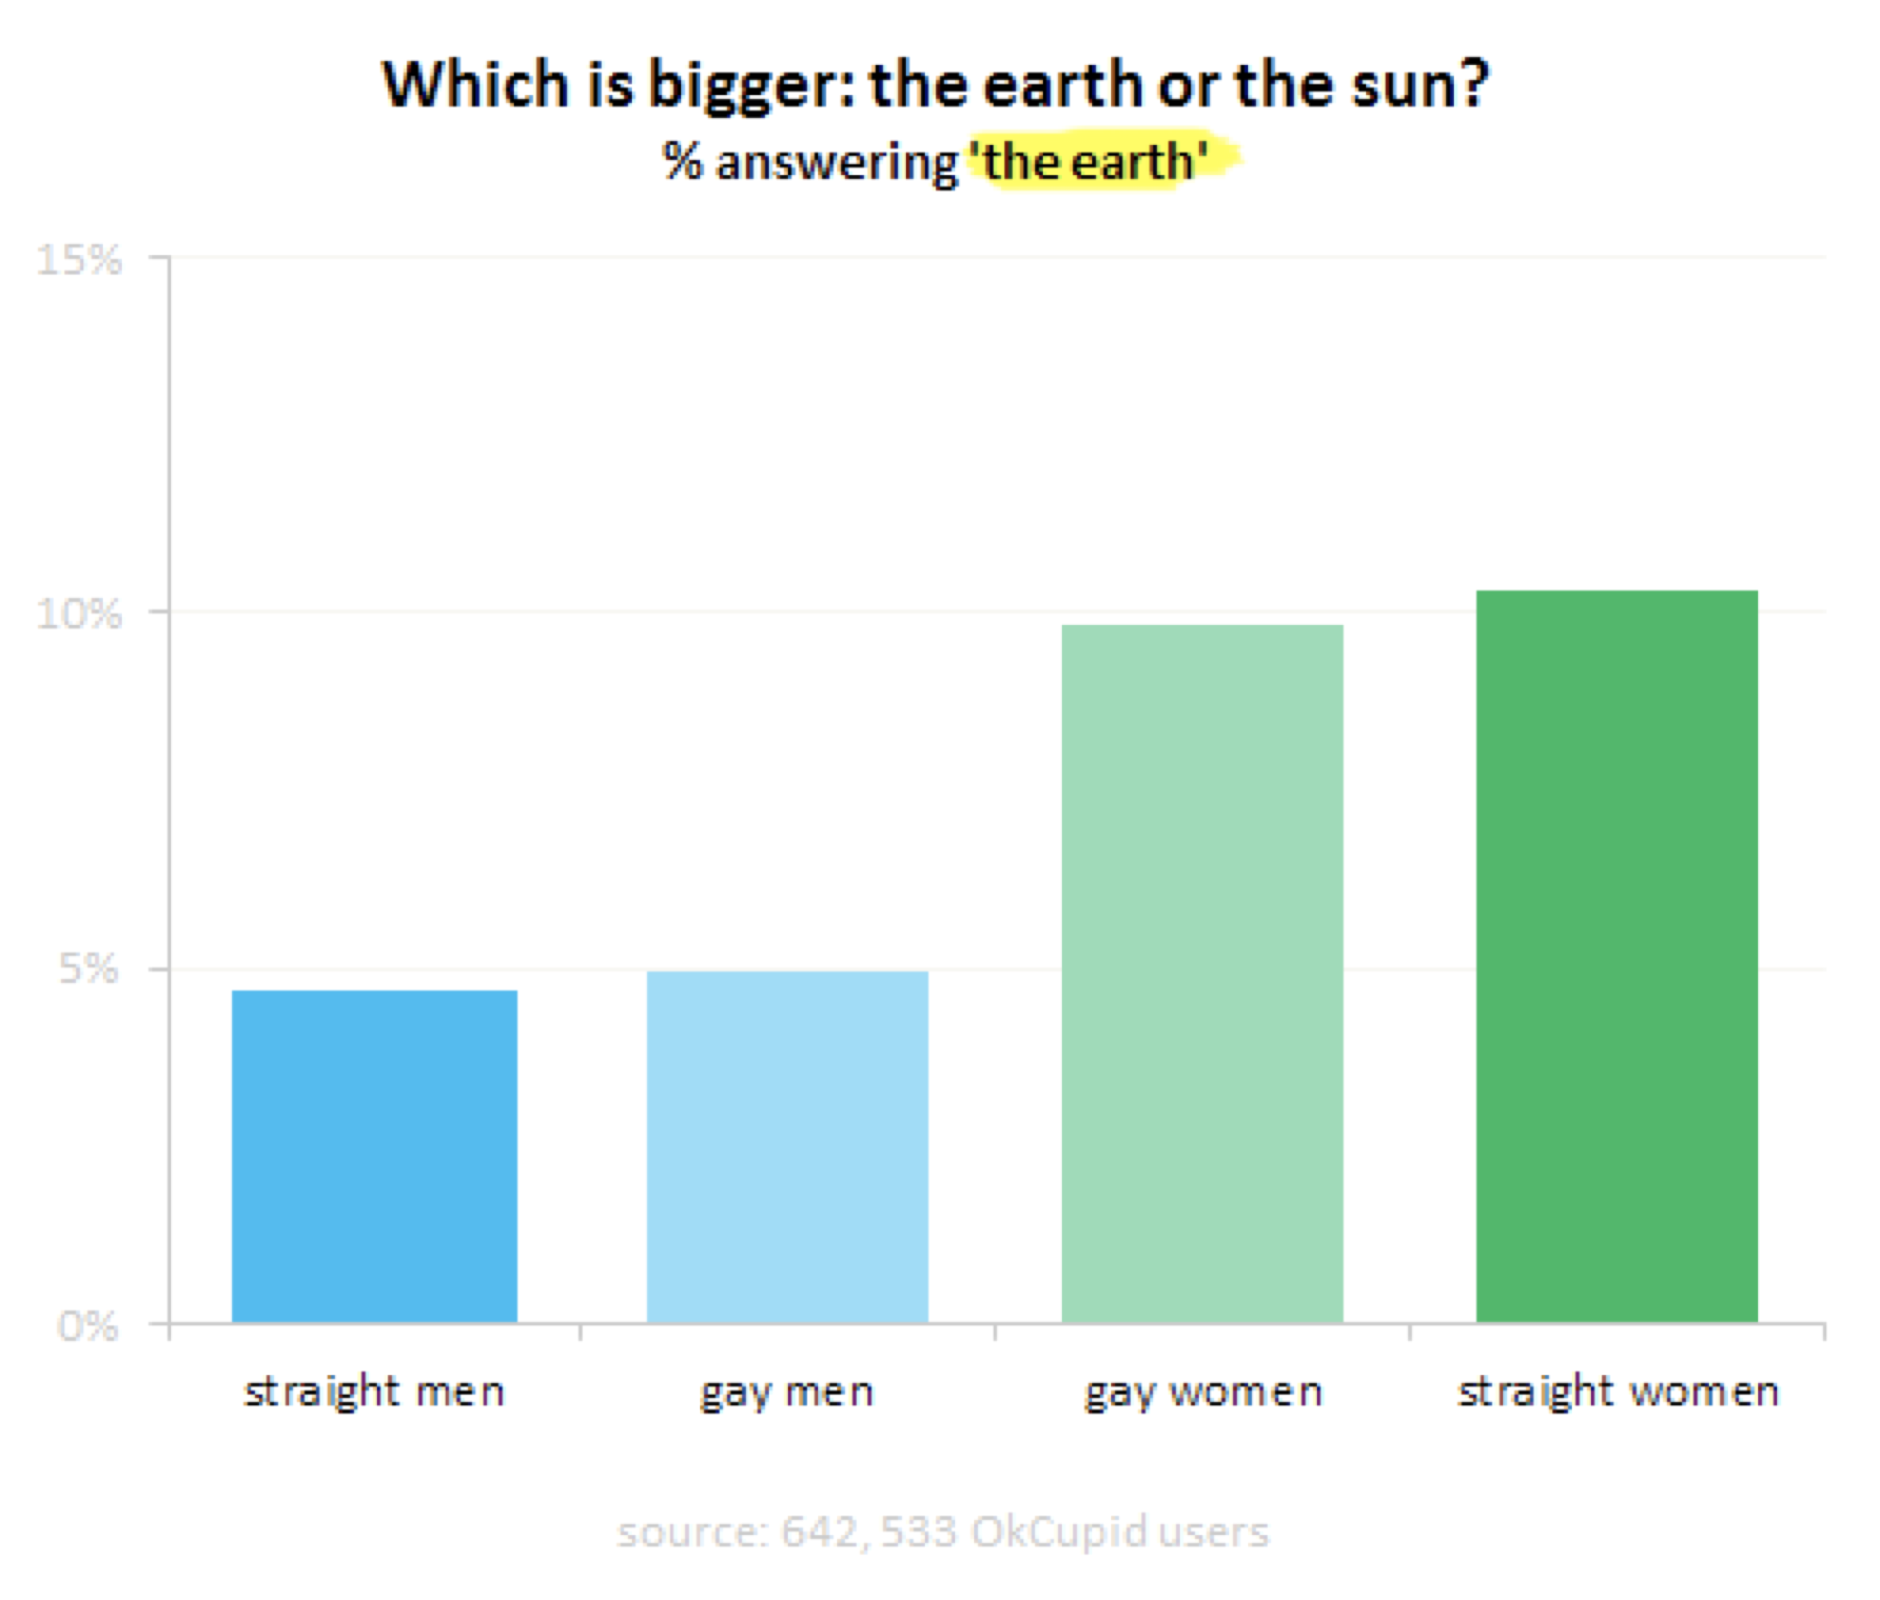 Which is bigger: the earth or the sun?
% answering 'the earth'
15%
10%
5%
0%
straight men
gay men
gay women
straight women
source: 642, 533 OkCupid users